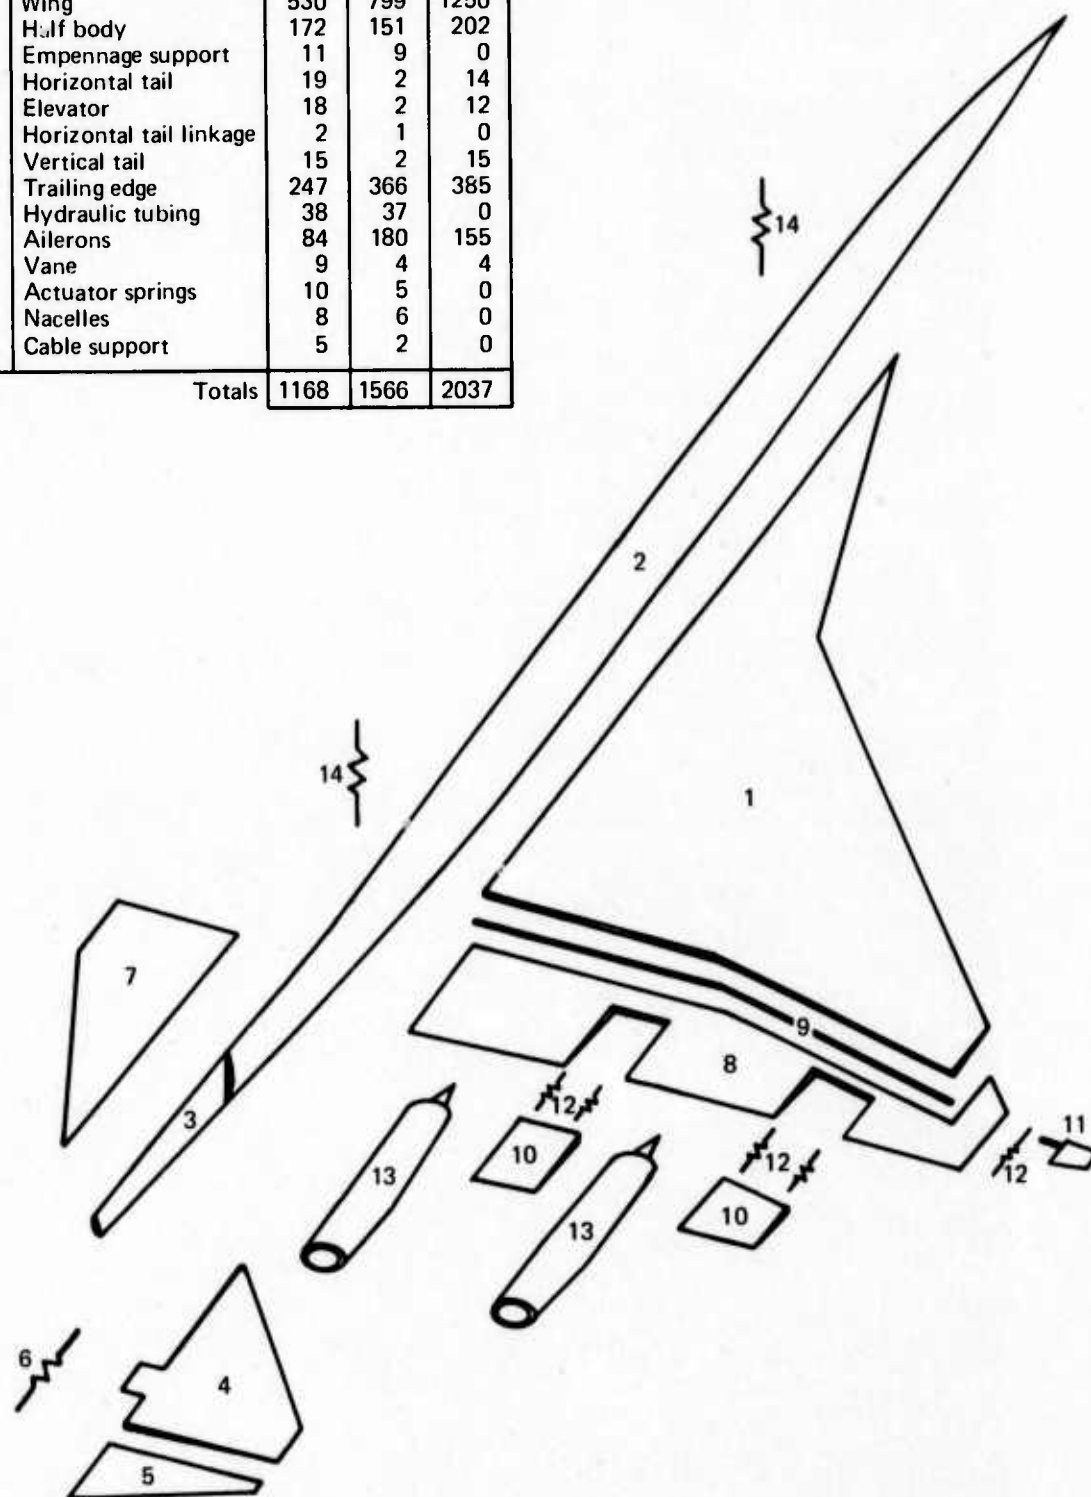 Wing 530 799 1250
Half body 172 151 202
Empennage support 11 9 0
Horizontal tail 19 2 14
Elevator 18 2 12
Horizontal tail linkage 2 1 0
Vertical tail 15 2 15
Trailing edge 247 366 385
Hydraulic tubing 38 37 0
Ailerons 84 180 155
Vane 9 4 4
Actuator springs 10 5 0
Nacelles 8 6 0
Cable support 5 2 0
Totals 1168 1566 2037
14
2
14
1
7
9
8
3
12
10
13
12
10
13
11
12
6
4
5